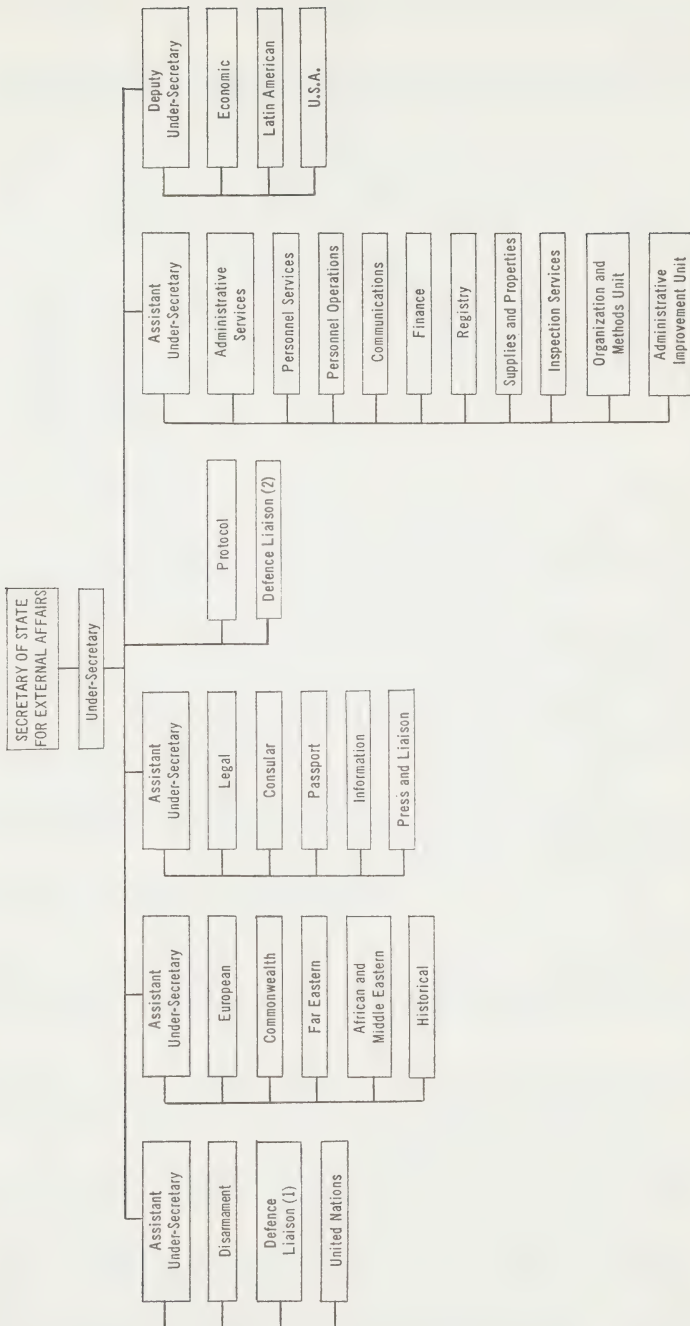 SECRETARY OF STATE
FOR EXTERNAL AFFAIRS
Under-Secretary
Assistant
Under-Secretary
Disarmament
Defence
Liaison (1)
United Nations
Assistant
Under-Secretary
European
Commonwealth
Far Eastern
African and
Middle Eastern
Historical
Assistant
Under-Secretary
Legal
Consular
Passport
Information
Press and Liaison
Protocol
Defence Liaison (2)
Assistant
Under-Secretary
Administrative
Services
Personnel Services
Personnel Operations
Communications
Finance
Registry
Supplies and Properties
Inspection Services
Organization and
Methods Unit
Administrative
Improvement Unit
Deputy
Under-Secretary
Economic
Latin American
U.S.A.